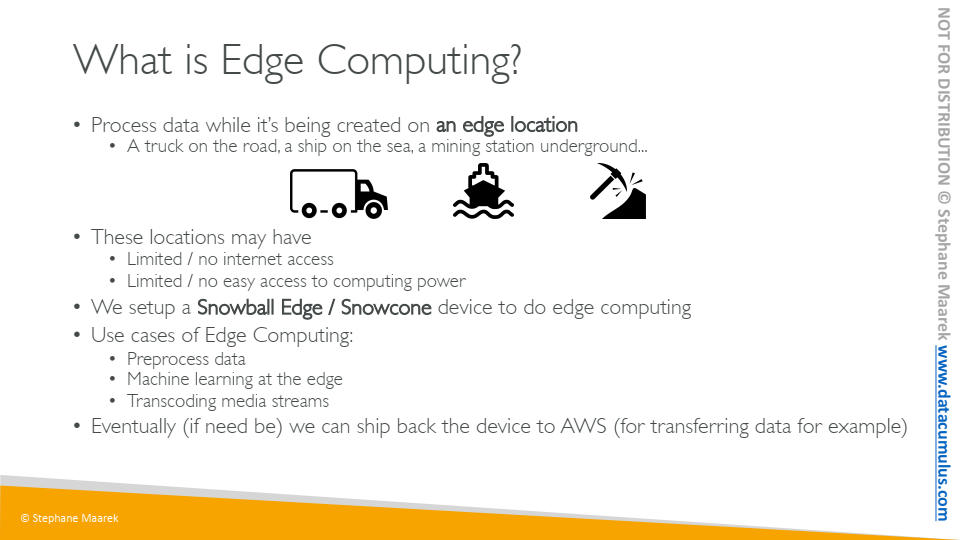 What is Edge Computing?
• Process data while it's being created on an edge location
• A truck on the road, a ship on the sea, a mining station underground...
• These locations may have
• Limited / no internet access
• Limited / no easy access to computing power
• We setup a Snowball Edge / Snowcone device to do edge computing
• Use cases of Edge Computing:
• Preprocess data
• Machine learning at the edge
• Transcoding media streams
• Eventually (if need be) we can ship back the device to AWS (for transferring data for example)
© Stephane Maarek
NOT FOR DISTRIBUTION © Stephane Maarek www.datacumulus.com